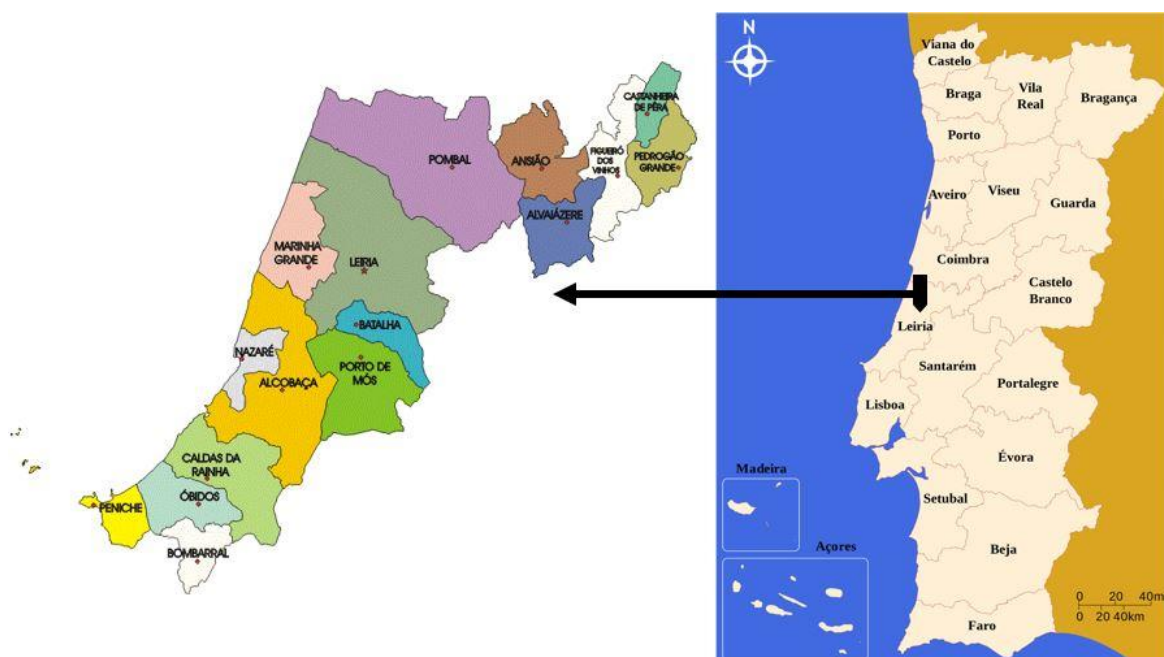 CASTANHEIRA
DE PÊRA
POMBAL
ANSIÃO
FIGUEIRÓ
DOS
VINHOS
PEDROGÃO
GRANDE
ALVAIÁZERE
MARINHA
GRANDE
LEIRIA
BATALHA
NAZARÉ
PORTO DE
MÓS
ALCOBAÇA
CALDAS DA
RAINHA
ÓBIDOS
PENICHE
BOMBARRAL
N
Viana do
Castelo
Braga
Vila
Real
Bragança
Porto
Aveiro
Viseu
Guarda
Coimbra
Castelo
Branco
Leiria
Santarém
Portalegre
Lisboa
Évora
Madeira
Setubal
Açores
Beja
Faro
0 20 40m
0 20 40km